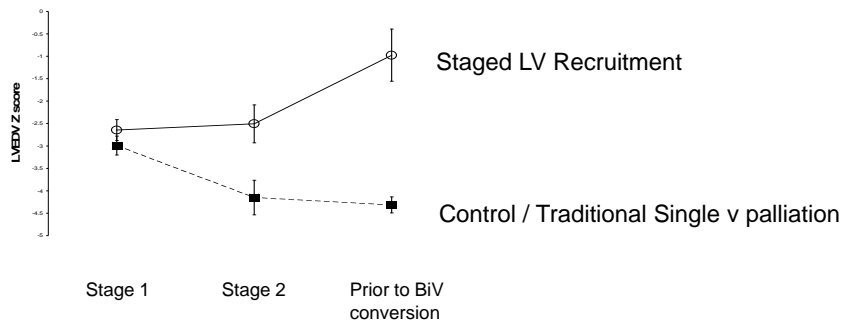 0
-0.5
-1
-1.5
-2
-2.5
-3
-3.5
-4
-4.5
-5
LVEDV Z score
Staged LV Recruitment
Control / Traditional Single v palliation
Stage 1
Stage 2
Prior to BiV
conversion